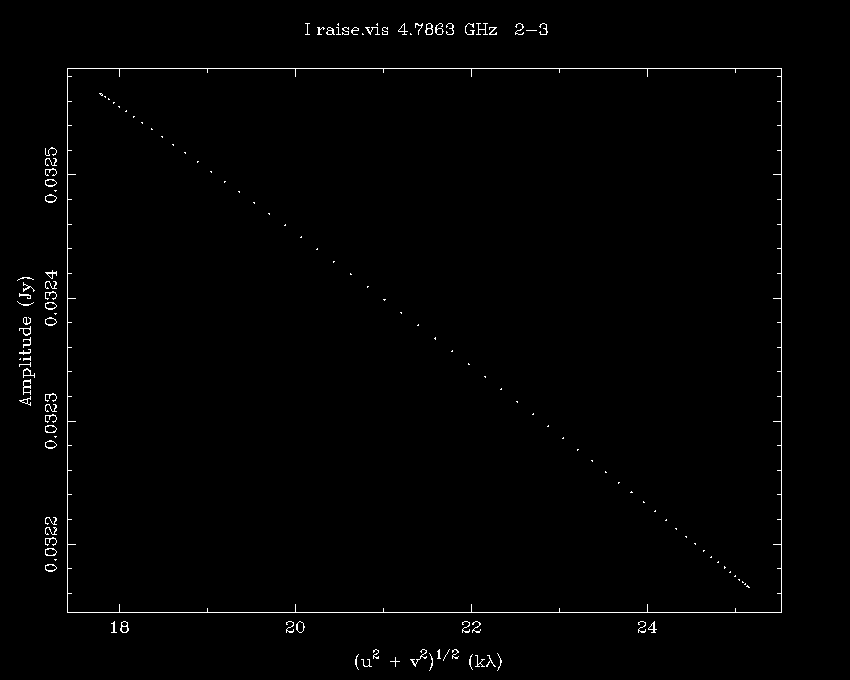 I raise.vis 4.7863 GHz 2-3
Amplitude (Jy)
0.0325
0.0324
0.0323
0.0322
18 20 22 24
(u² + v²)^1/2 (kλ)